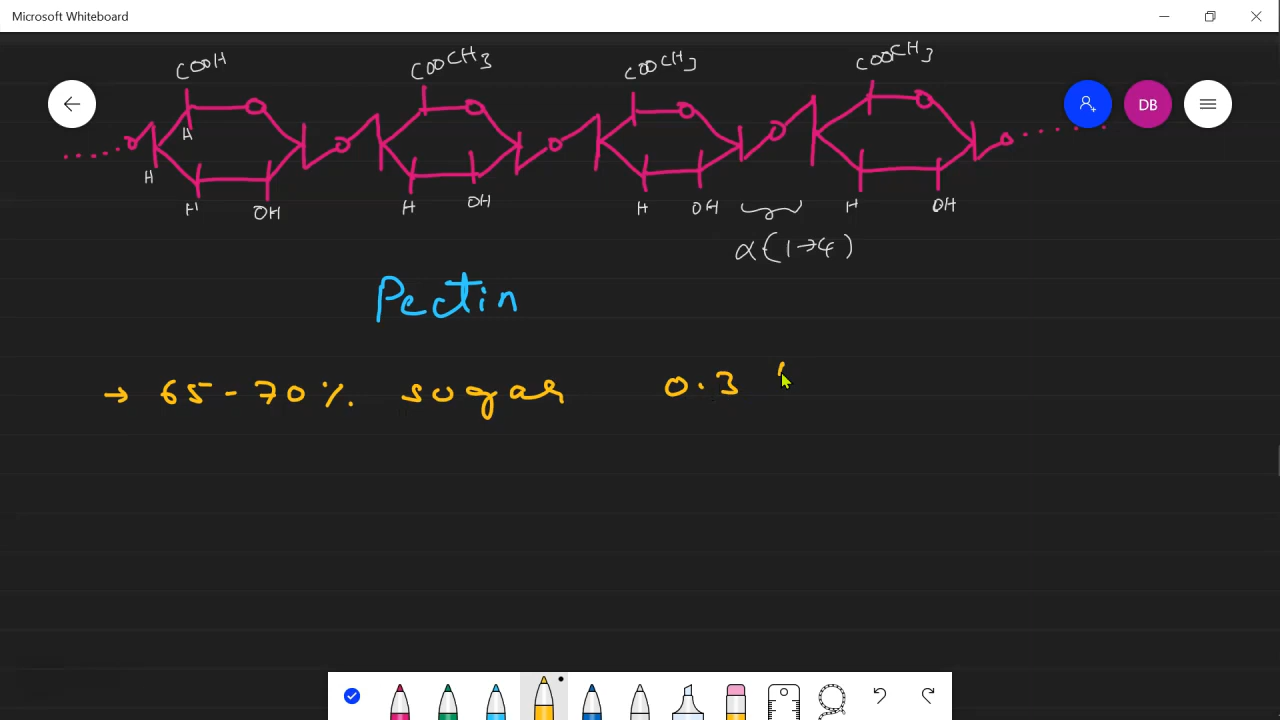 Microsoft Whiteboard
COOH COOCH3 COOCH3 COOCH3
O O O O
DB
O O O O O
H
H
H OH H OH H OH H OH
α(1→4)
Pectin
→ 65-70% sugar 0.3